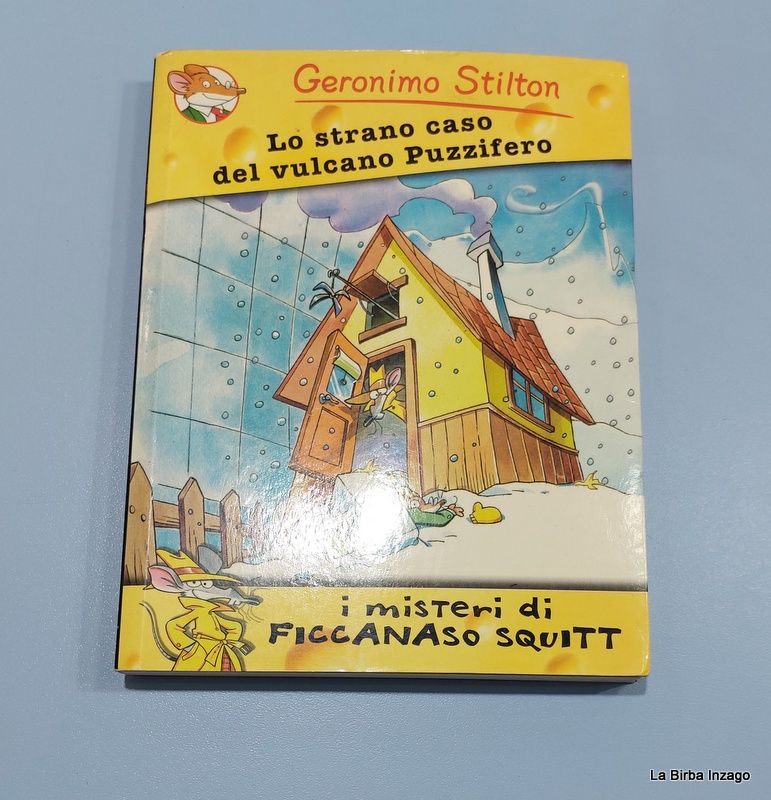 Geronimo Stilton
Lo strano caso
del vulcano Puzzifero
i misteri di
FICCANASO SQUITT
La Birba Inzago